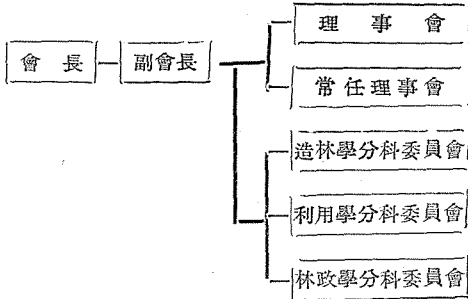 會長
副會長
理事會
常任理事會
造林學分科委員會
利用學分科委員會
林政學分科委員會